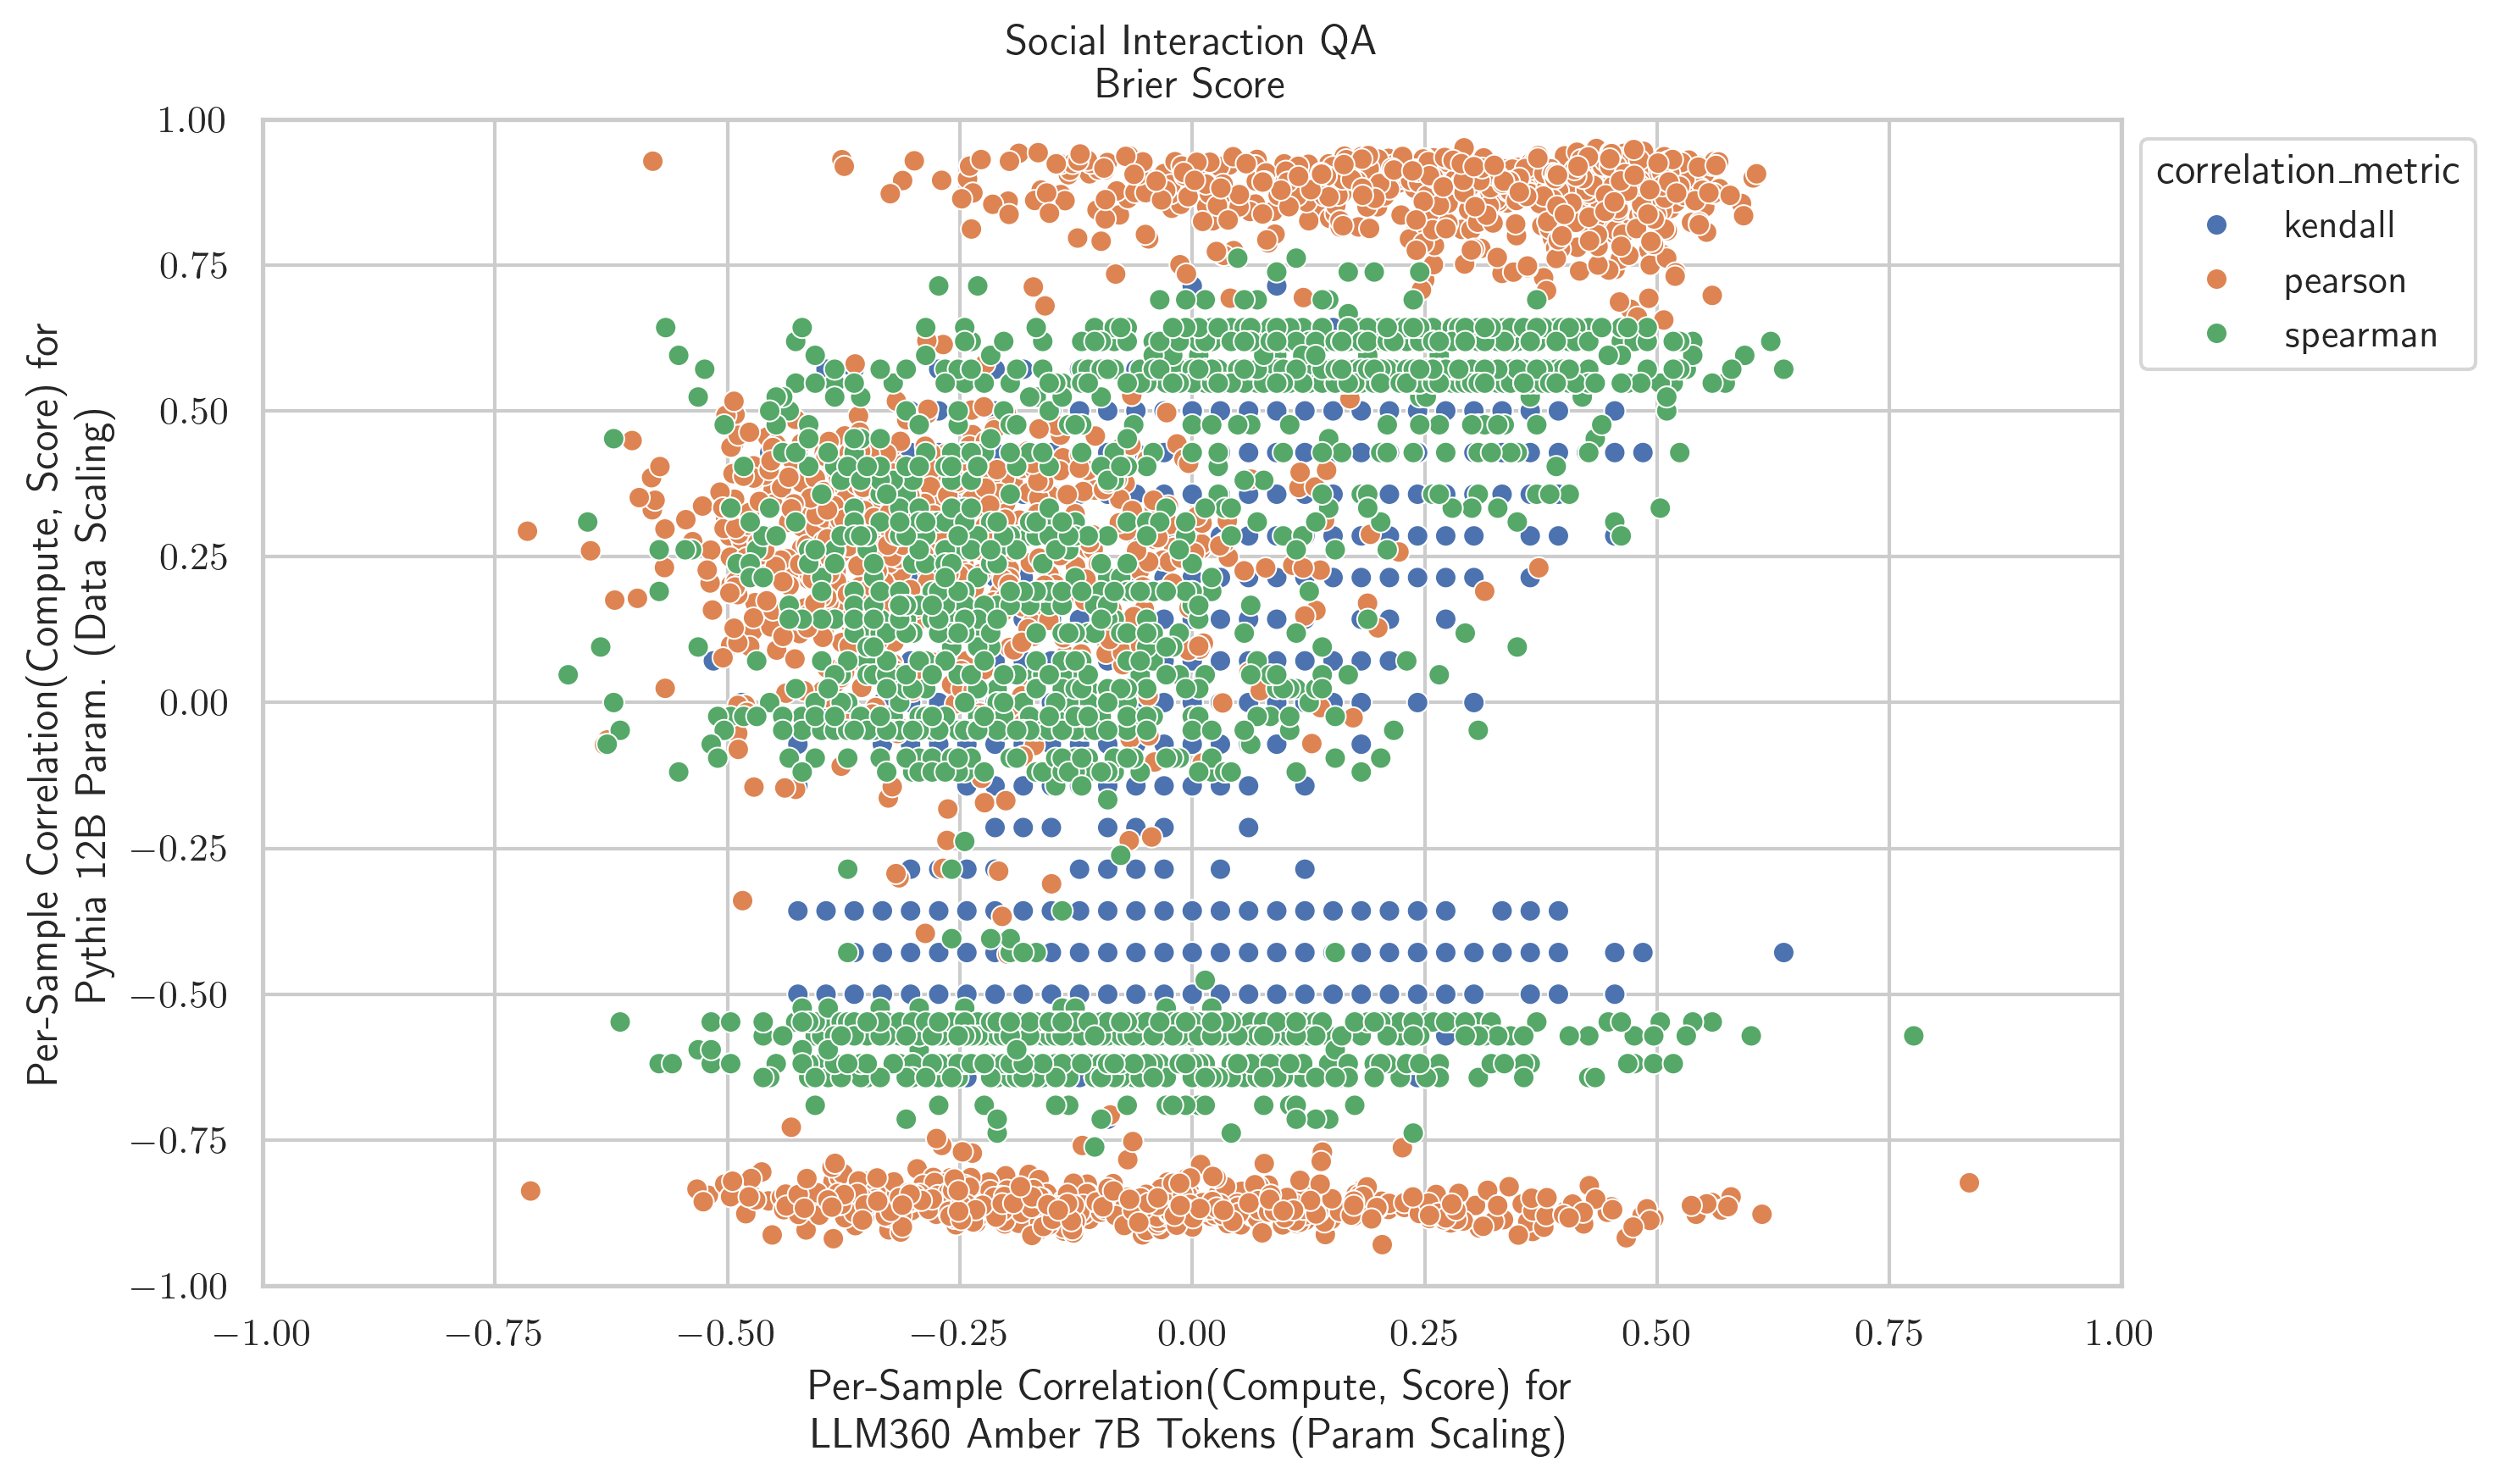 Social Interaction QA
Brier Score
Per-Sample Correlation(Compute, Score) for
Pythia 12B Param. (Data Scaling)
1.00
0.75
0.50
0.25
0.00
−0.25
−0.50
−0.75
−1.00
−1.00
−0.75
−0.50
−0.25
0.00
0.25
0.50
0.75
1.00
Per-Sample Correlation(Compute, Score) for
LLM360 Amber 7B Tokens (Param Scaling)
correlation_metric
kendall
pearson
spearman